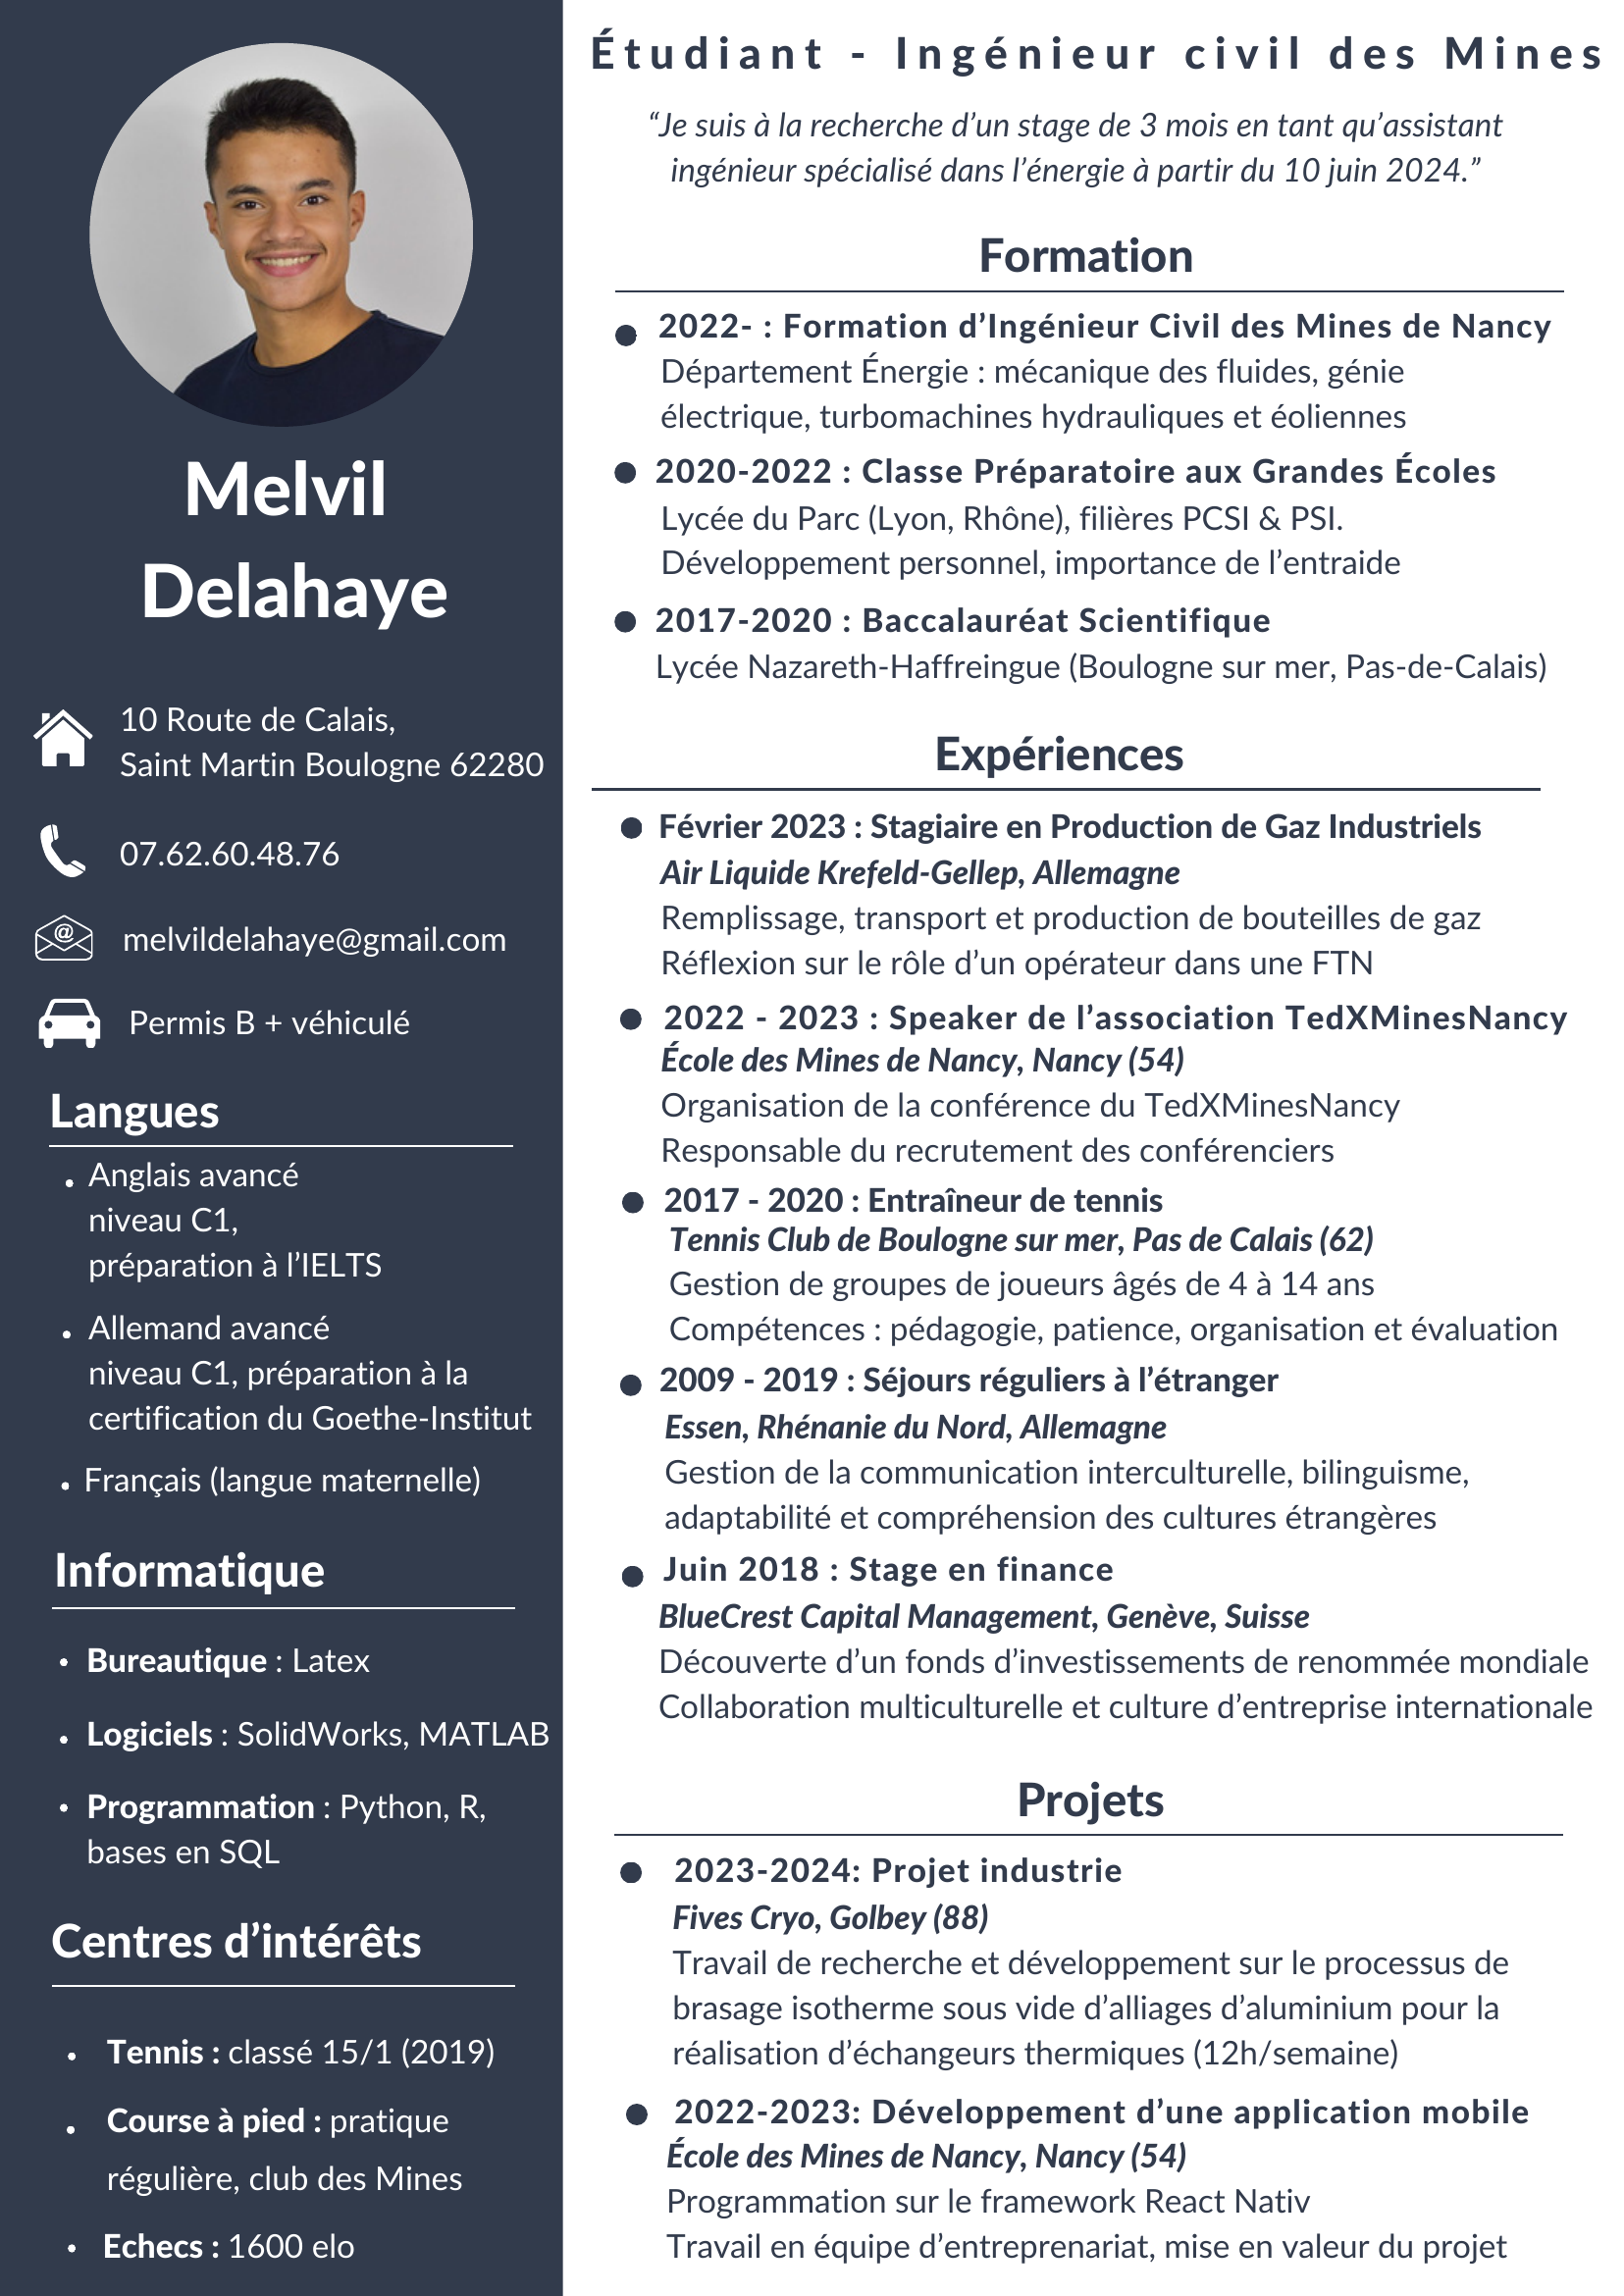 Melvil
Delahaye
10 Route de Calais,
Saint Martin Boulogne 62280
07.62.60.48.76
@
melvildelahaye@gmail.com
Permis B + véhiculé
Langues
• Anglais avancé
niveau C1,
préparation à l’IELTS
• Allemand avancé
niveau C1, préparation à la
certification du Goethe-Institut
• Français (langue maternelle)
Informatique
• Bureautique : Latex
• Logiciels : SolidWorks, MATLAB
• Programmation : Python, R,
bases en SQL
Centres d’intérêts
• Tennis : classé 15/1 (2019)
• Course à pied : pratique
régulière, club des Mines
• Echecs : 1600 elo
Étudiant - Ingénieur civil des Mines
“Je suis à la recherche d’un stage de 3 mois en tant qu’assistant
ingénieur spécialisé dans l’énergie à partir du 10 juin 2024.”
Formation
• 2022- : Formation d’Ingénieur Civil des Mines de Nancy
Département Énergie : mécanique des fluides, génie
électrique, turbomachines hydrauliques et éoliennes
• 2020-2022 : Classe Préparatoire aux Grandes Écoles
Lycée du Parc (Lyon, Rhône), filières PCSI & PSI.
Développement personnel, importance de l’entraide
• 2017-2020 : Baccalauréat Scientifique
Lycée Nazareth-Haffreingue (Boulogne sur mer, Pas-de-Calais)
Expériences
• Février 2023 : Stagiaire en Production de Gaz Industriels
Air Liquide Krefeld-Gellep, Allemagne
Remplissage, transport et production de bouteilles de gaz
Réflexion sur le rôle d’un opérateur dans une FTN
• 2022 - 2023 : Speaker de l’association TedXMinesNancy
École des Mines de Nancy, Nancy (54)
Organisation de la conférence du TedXMinesNancy
Responsable du recrutement des conférenciers
• 2017 - 2020 : Entraîneur de tennis
Tennis Club de Boulogne sur mer, Pas de Calais (62)
Gestion de groupes de joueurs âgés de 4 à 14 ans
Compétences : pédagogie, patience, organisation et évaluation
• 2009 - 2019 : Séjours réguliers à l’étranger
Essen, Rhénanie du Nord, Allemagne
Gestion de la communication interculturelle, bilinguisme,
adaptabilité et compréhension des cultures étrangères
• Juin 2018 : Stage en finance
BlueCrest Capital Management, Genève, Suisse
Découverte d’un fonds d’investissements de renommée mondiale
Collaboration multiculturelle et culture d’entreprise internationale
Projets
• 2023-2024: Projet industrie
Fives Cryo, Golbey (88)
Travail de recherche et développement sur le processus de
brasage isotherme sous vide d’alliages d’aluminium pour la
réalisation d’échangeurs thermiques (12h/semaine)
• 2022-2023: Développement d’une application mobile
École des Mines de Nancy, Nancy (54)
Programmation sur le framework React Nativ
Travail en équipe d’entreprenariat, mise en valeur du projet